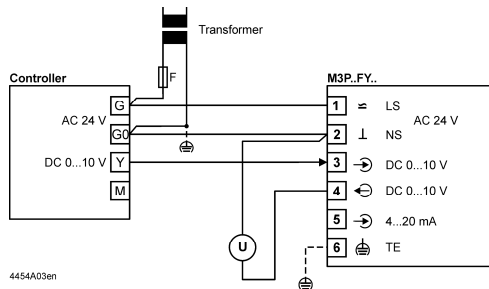 Transformer
F
Controller
M3P..FY..
G
1
LS
AC 24 V
AC 24 V
G0
2
NS
DC 0...10 V
Y
3
DC 0...10 V
M
4
DC 0...10 V
5
4...20 mA
U
6
TE
4454A03en